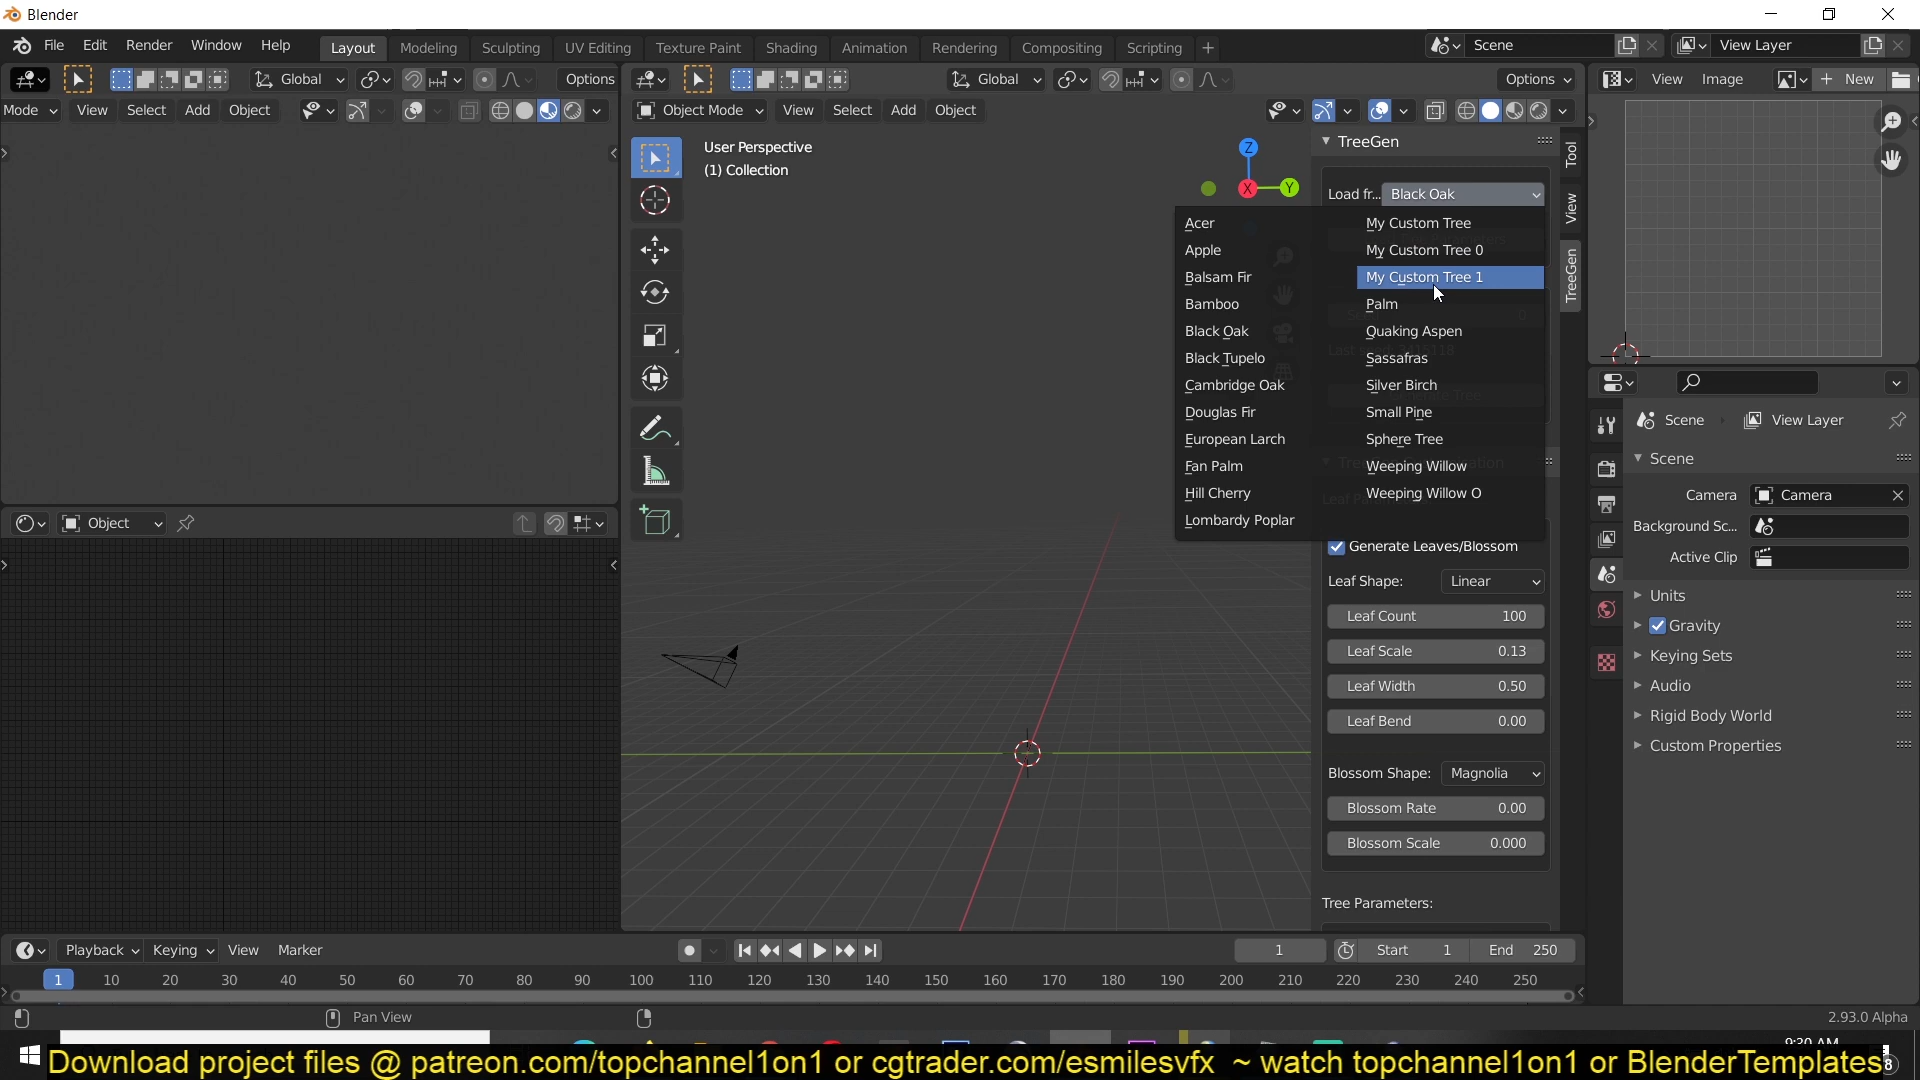 Blender
File Edit Render Window Help Layout Modeling Sculpting UV Editing Texture Paint Shading Animation Rendering Compositing Scripting + Scene View Layer
Global Options Global Options View Image New
Mode View Select Add Object Object Mode View Select Add Object
User Perspective
(1) Collection
Z
X
Y
TreeGen
Load fr... Black Oak
Acer
Apple
Balsam Fir
Bamboo
Black Oak
Black Tupelo
Cambridge Oak
Douglas Fir
European Larch
Fan Palm
Hill Cherry
Lombardy Poplar
My Custom Tree
My Custom Tree 0
My Custom Tree 1
Palm
Quaking Aspen
Sassafras
Silver Birch
Small Pine
Sphere Tree
Weeping Willow
Weeping Willow O
Generate Leaves/Blossom
Leaf Shape: Linear
Leaf Count 100
Leaf Scale 0.13
Leaf Width 0.50
Leaf Bend 0.00
Blossom Shape: Magnolia
Blossom Rate 0.00
Blossom Scale 0.000
Tree Parameters:
Tool
View
TreeGen
Scene View Layer
Scene
Camera Camera
Background Sc...
Active Clip
Units
Gravity
Keying Sets
Audio
Rigid Body World
Custom Properties
Object
Playback Keying View Marker 1 Start 1 End 250
1 10 20 30 40 50 60 70 80 90 100 110 120 130 140 150 160 170 180 190 200 210 220 230 240 250
Pan View 2.93.0 Alpha
9:30 AM
Download project files @ patreon.com/topchannel1on1 or cgtrader.com/esmilesvfx ~ watch topchannel1on1 or BlenderTemplates